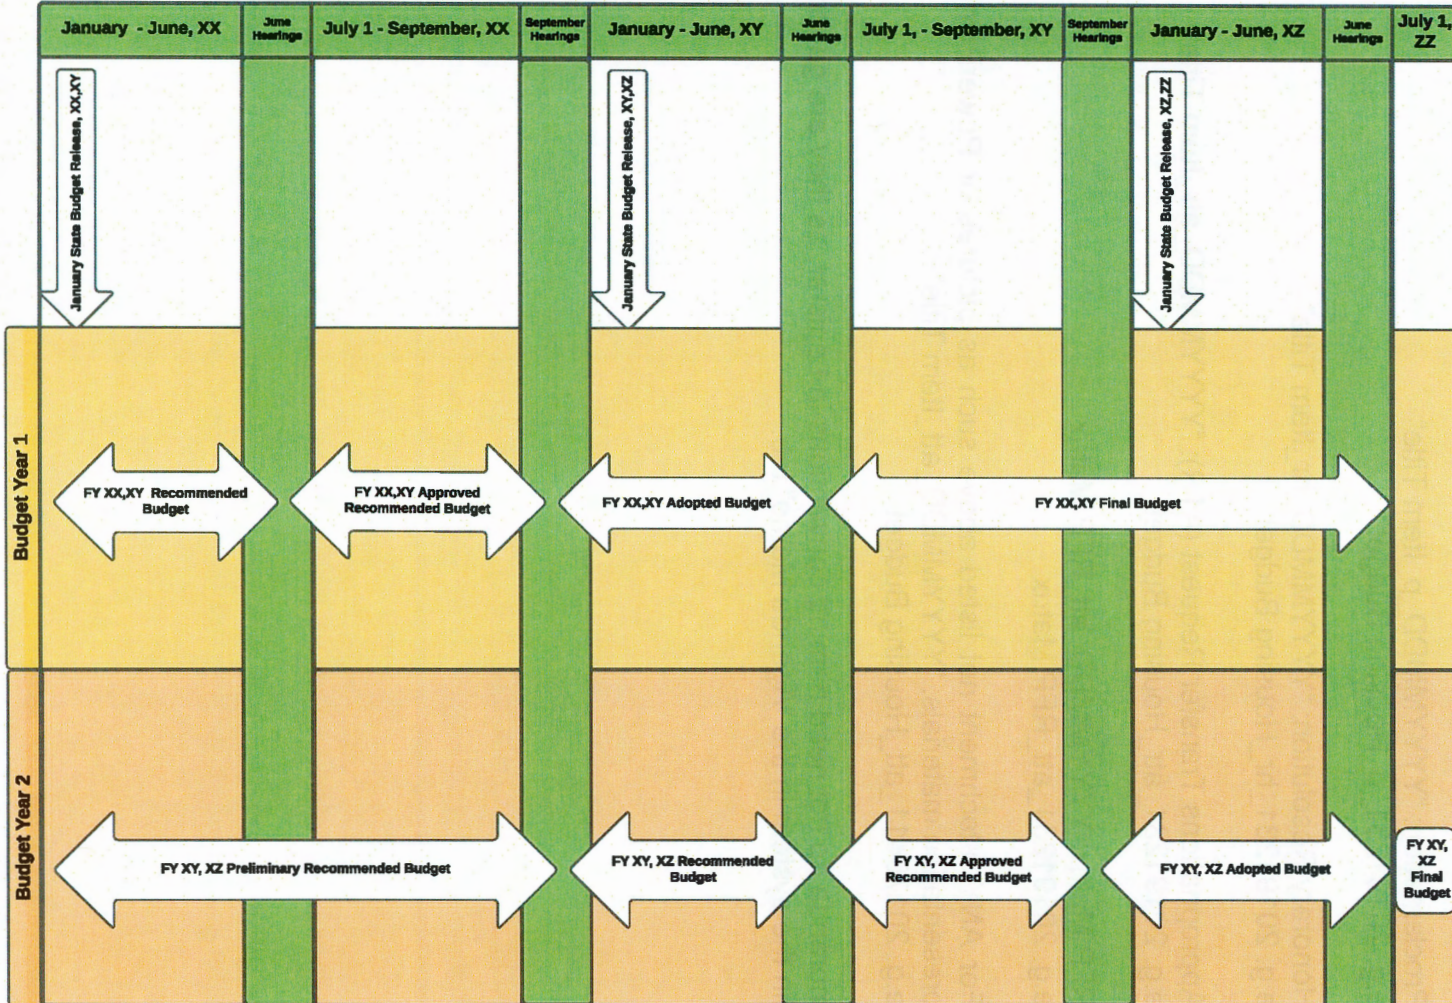 January - June, XX
June
Hearings
July 1 - September, XX
September
Hearings
January - June, XY
June
Hearings
July 1, - September, XY
September
Hearings
January - June, XZ
June
Hearings
July 1,
ZZ
January State Budget Release, XX,XY
January State Budget Release, XY,XZ
January State Budget Release, XZ,ZZ
Budget Year 1
FY XX,XY Recommended
Budget
FY XX,XY Approved
Recommended Budget
FY XX,XY Adopted Budget
FY XX,XY Final Budget
Budget Year 2
FY XY, XZ Preliminary Recommended Budget
FY XY, XZ Recommended
Budget
FY XY, XZ Approved
Recommended Budget
FY XY, XZ Adopted Budget
FY XY,
XZ
Final
Budget